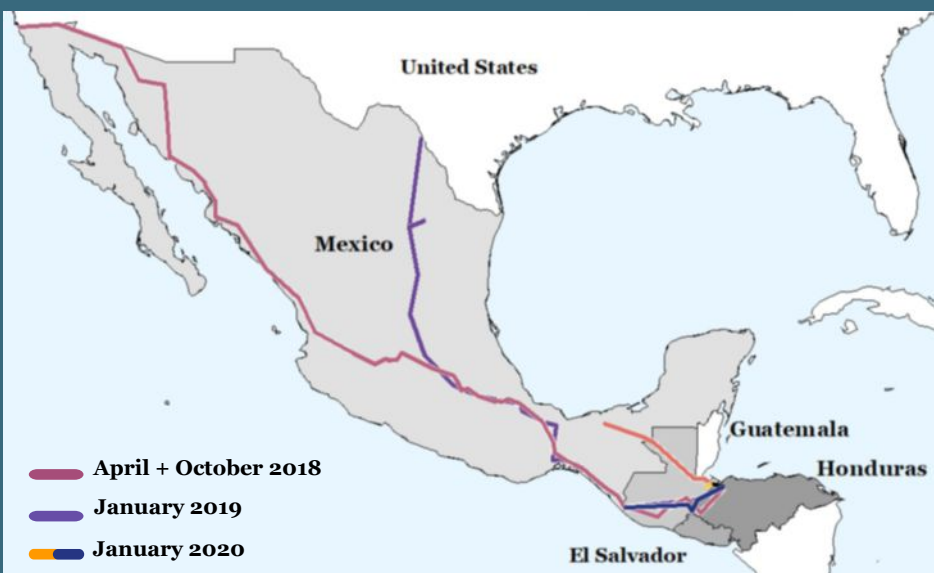 United States
Mexico
Guatemala
Honduras
El Salvador
April + October 2018
January 2019
January 2020